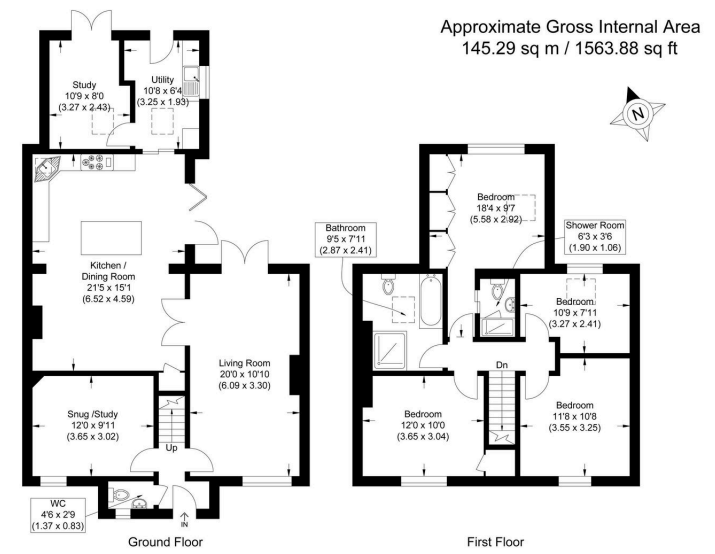 Approximate Gross Internal Area
145.29 sq m / 1563.88 sq ft
N
Study
10'9 x 8'0
(3.27 x 2.43)
Utility
10'8 x 6'4
(3.25 x 1.93)
Kitchen /
Dining Room
21'5 x 15'1
(6.52 x 4.59)
Living Room
20'0 x 10'10
(6.09 x 3.30)
Snug /Study
12'0 x 9'11
(3.65 x 3.02)
Up
WC
4'6 x 2'9
(1.37 x 0.83)
IN
Ground Floor
Bedroom
18'4 x 9'7
(5.58 x 2.92)
Bathroom
9'5 x 7'11
(2.87 x 2.41)
Shower Room
6'3 x 3'6
(1.90 x 1.06)
Bedroom
10'9 x 7'11
(3.27 x 2.41)
Dn
Bedroom
12'0 x 10'0
(3.65 x 3.04)
Bedroom
11'8 x 10'8
(3.55 x 3.25)
First Floor